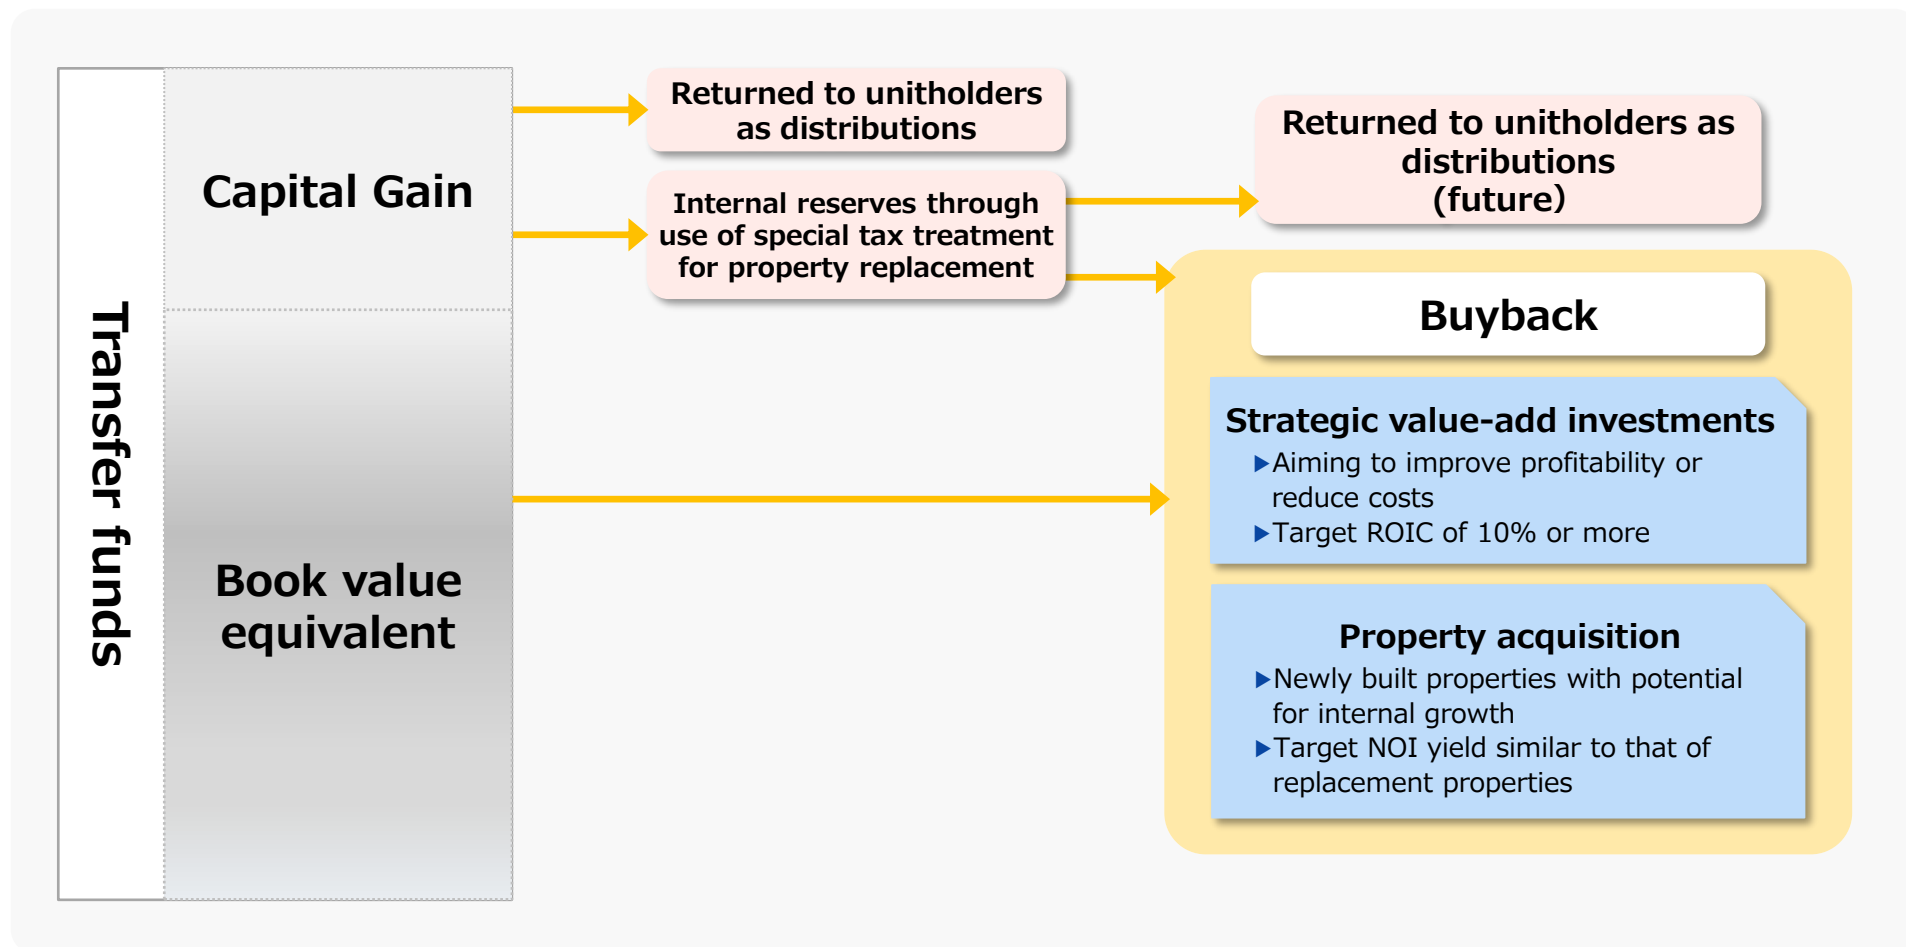 Transfer funds
Capital Gain
Book value
equivalent
Returned to unitholders
as distributions
Internal reserves through
use of special tax treatment
for property replacement
Returned to unitholders as
distributions
(future）
Buyback
Strategic value-add investments
▶Aiming to improve profitability or
reduce costs
▶Target ROIC of 10% or more
Property acquisition
▶Newly built properties with potential
for internal growth
▶Target NOI yield similar to that of
replacement properties